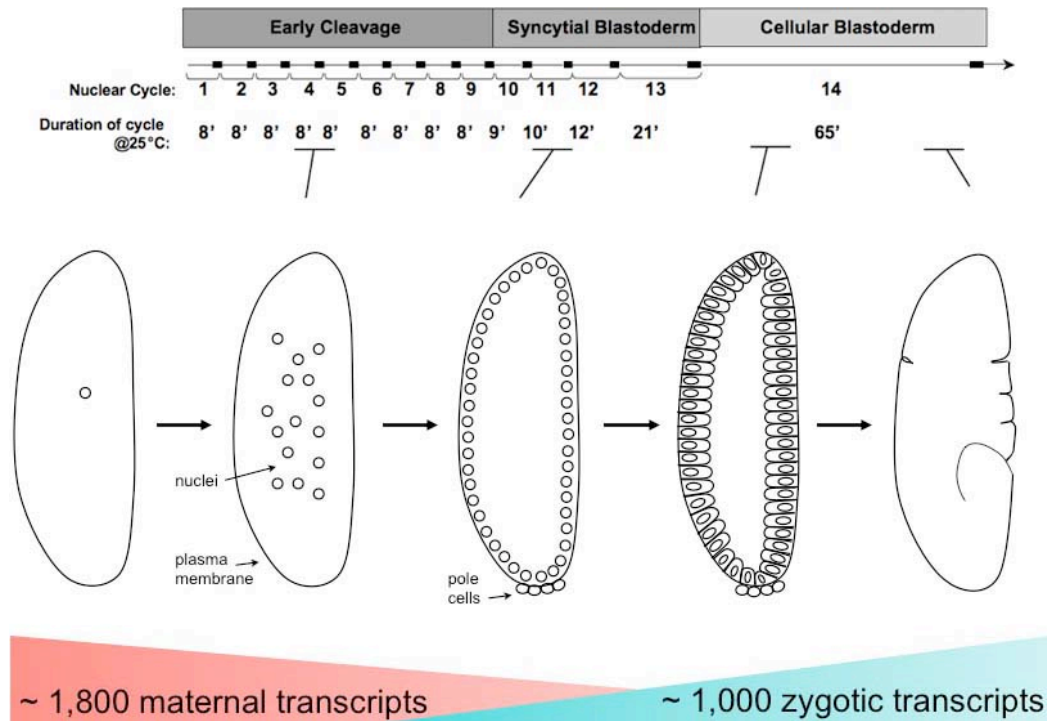 Early Cleavage Syncytial Blastoderm Cellular Blastoderm
Nuclear Cycle: 1 2 3 4 5 6 7 8 9 10 11 12 13 14
Duration of cycle 8' 8' 8' 8' 8' 8' 8' 8' 8' 9' 10' 12' 21' 65'
@25°C:
nuclei
plasma
membrane
pole
cells
~ 1,800 maternal transcripts ~ 1,000 zygotic transcripts